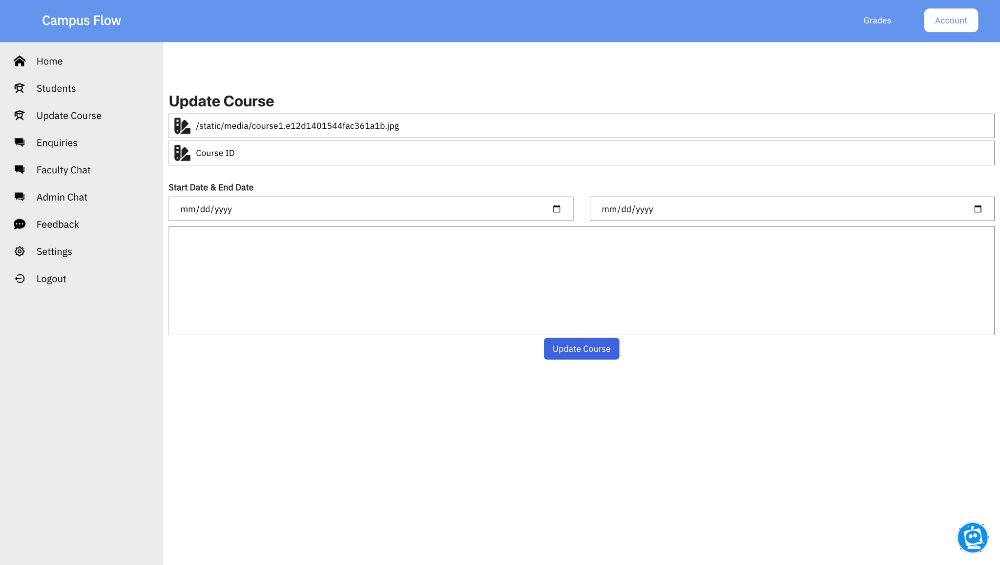 Campus Flow
Grades
Account
Home
Students
Update Course
Enquiries
Faculty Chat
Admin Chat
Feedback
Settings
Logout
Update Course
/static/media/course1.e12d1401544fac361a1b.jpg
Course ID
Start Date & End Date
mm/dd/yyyy
mm/dd/yyyy
Update Course